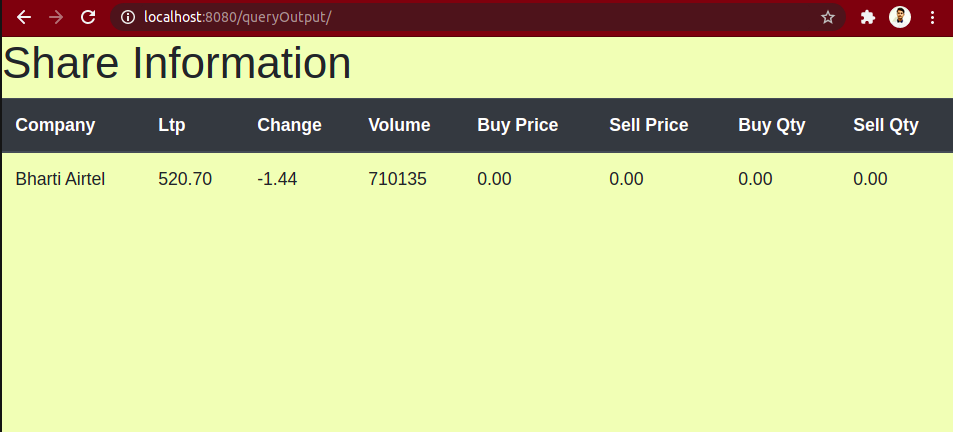 localhost:8080/queryOutput/
Share Information
Company Ltp Change Volume Buy Price Sell Price Buy Qty Sell Qty
Bharti Airtel 520.70 -1.44 710135 0.00 0.00 0.00 0.00